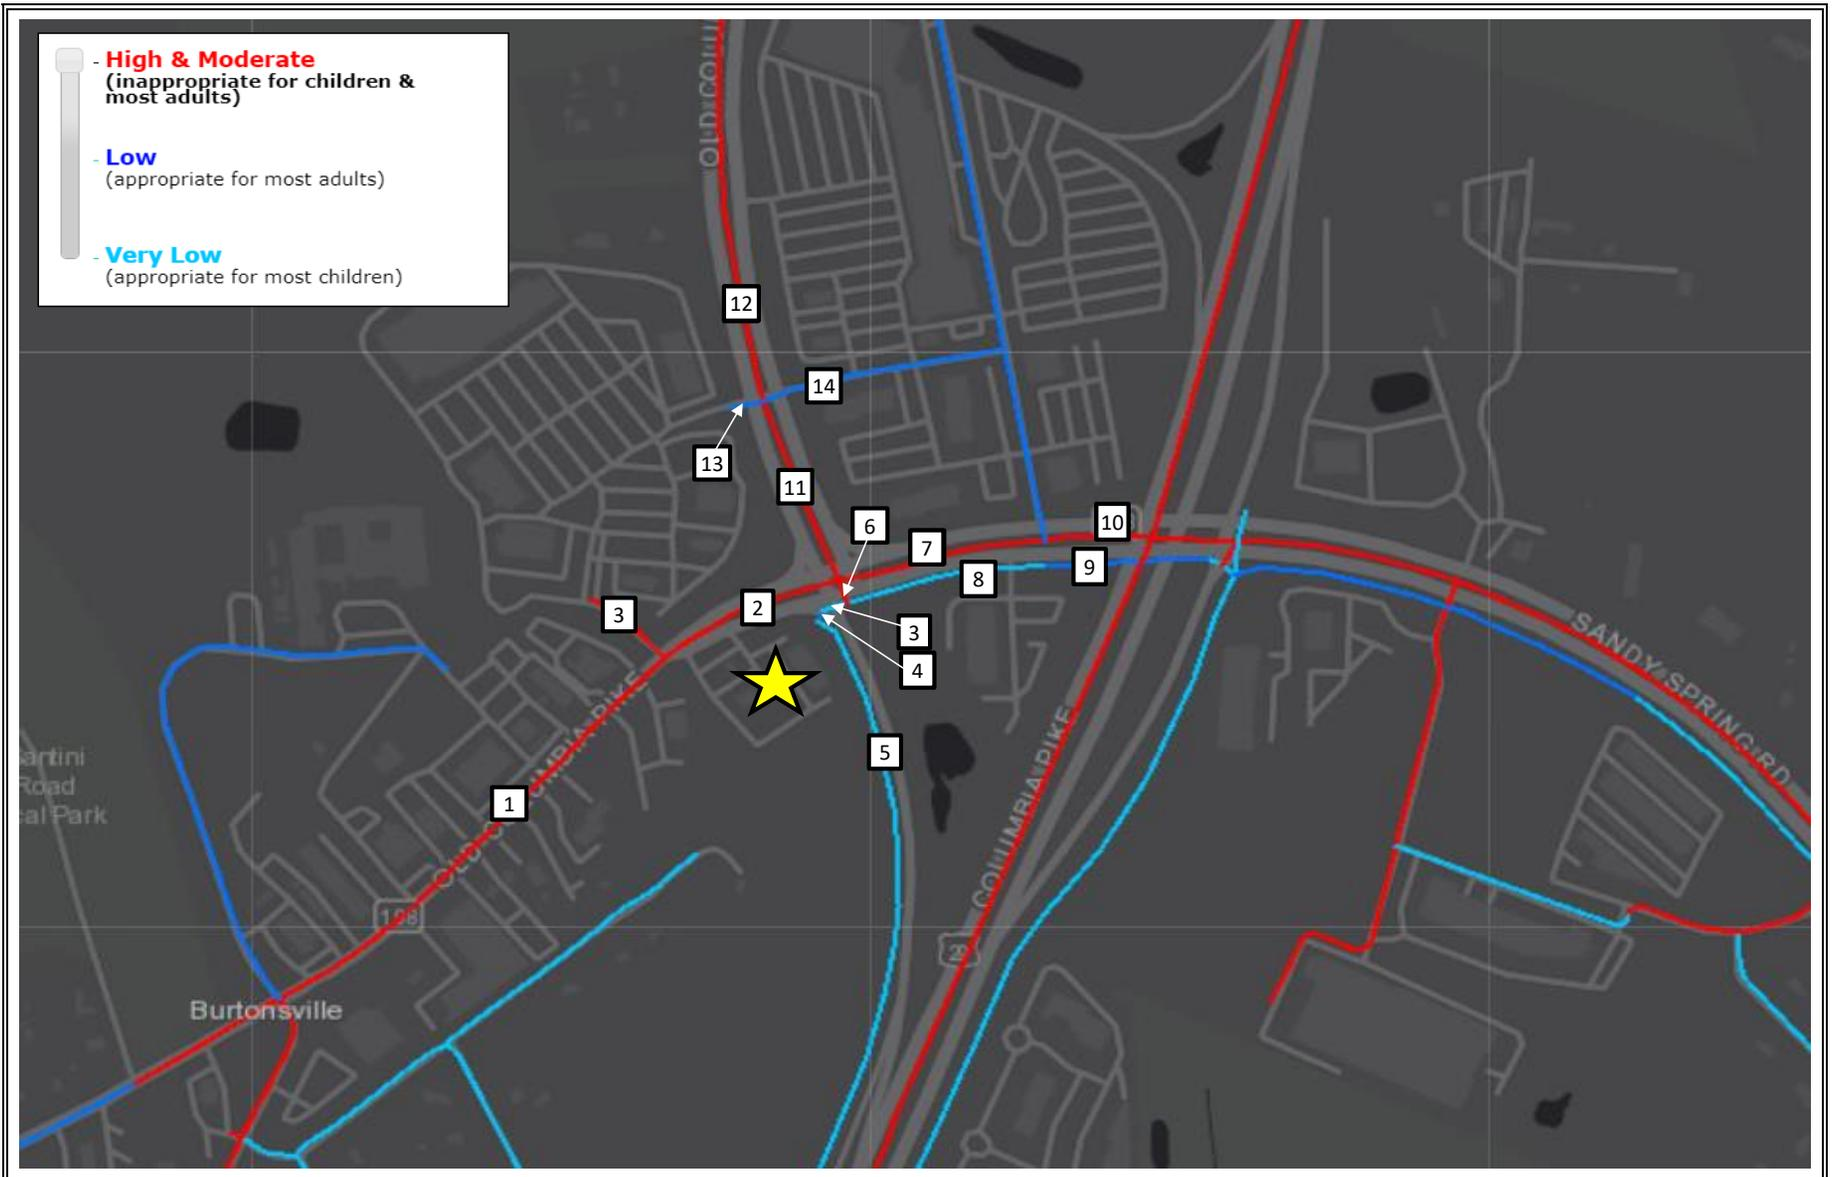 - High & Moderate
(inappropriate for children &
most adults)
- Low
(appropriate for most adults)
- Very Low
(appropriate for most children)
OLD COLU
12
14
13
11
6
10
7
9
8
2
3
3
4
SANDY SPRING RD
5
artini
Road
cal Park
COLUMBIA PIKE
1
OLD COLUMBIA PIKE
198
29
Burtonsville